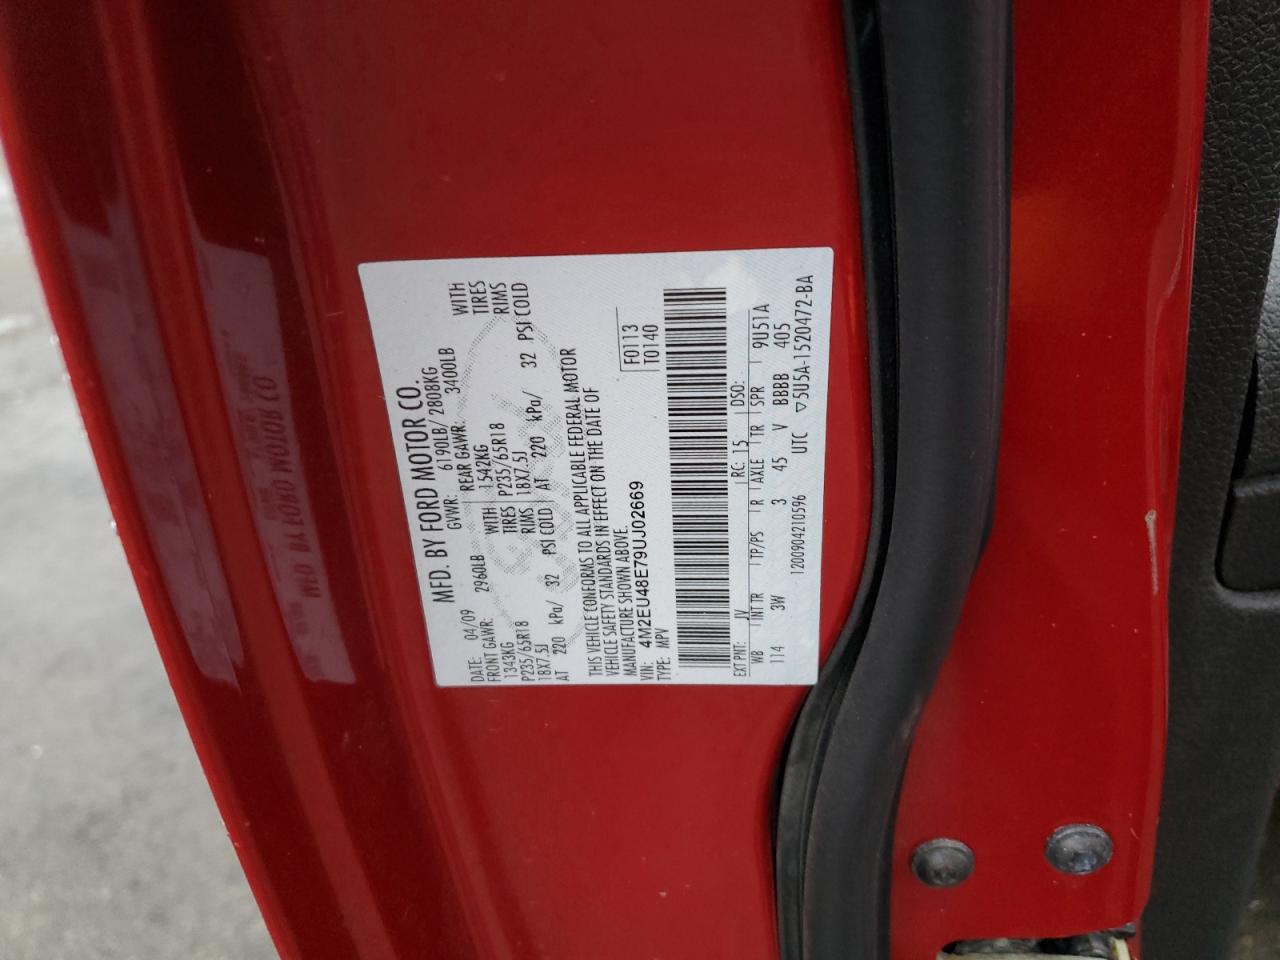 MFD. BY FORD MOTOR CO.
DATE: 04/09 GVWR: 6190LB/ 2808KG
FRONT GAWR: 2960LB REAR GAWR: 3400LB
1343KG WITH 1542KG WITH
P235/65R18 TIRES P235/65R18 TIRES
18X7.5J RIMS 18X7.5J RIMS
AT 220 kPa/ 32 PSI COLD AT 220 kPa/ 32 PSI COLD
THIS VEHICLE CONFORMS TO ALL APPLICABLE FEDERAL MOTOR
VEHICLE SAFETY STANDARDS IN EFFECT ON THE DATE OF
MANUFACTURE SHOWN ABOVE.
VIN: 4M2EU48E79UJ02669 F0113
TYPE: MPV T0140
EXT PNT: JV RC: 15 DSO:
WB INT TR TP/PS R AXLE TR SPR 9U51A
114 3W 3 45 V BBBB 405
1200904210596 UTC ▽5U5A-1520472-BA